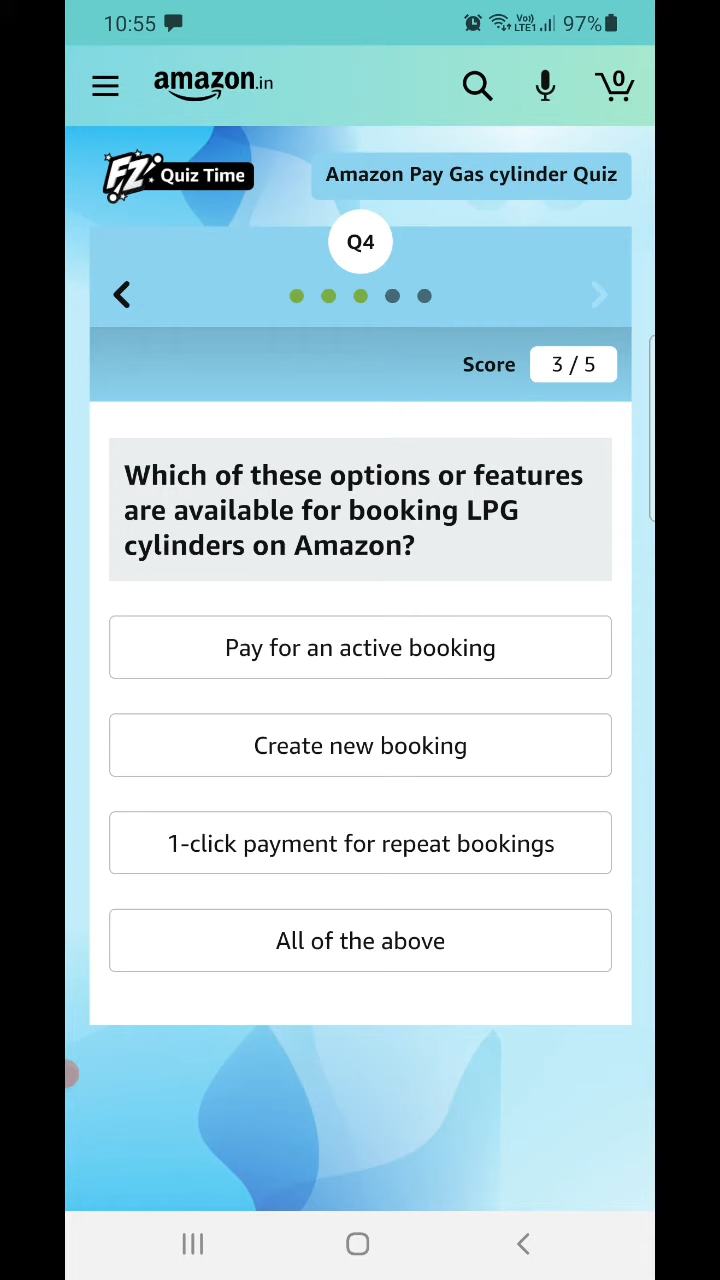 10:55
Vo)) LTE1 97%
amazon.in
0
FZ Quiz Time
Amazon Pay Gas cylinder Quiz
Q4
Score 3 / 5
Which of these options or features
are available for booking LPG
cylinders on Amazon?
Pay for an active booking
Create new booking
1-click payment for repeat bookings
All of the above